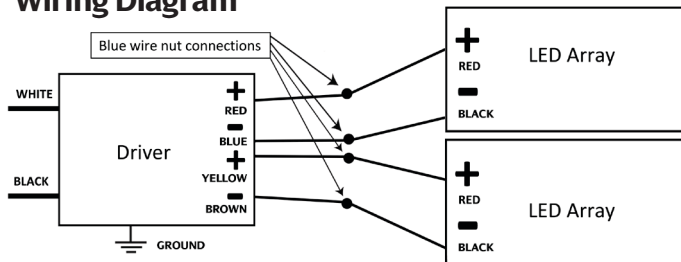 Wiring Diagram
Blue wire nut connections
WHITE
BLACK
Driver
+
RED
-
BLUE
+
YELLOW
-
BROWN
GROUND
+
RED
-
BLACK
LED Array
+
RED
-
BLACK
LED Array